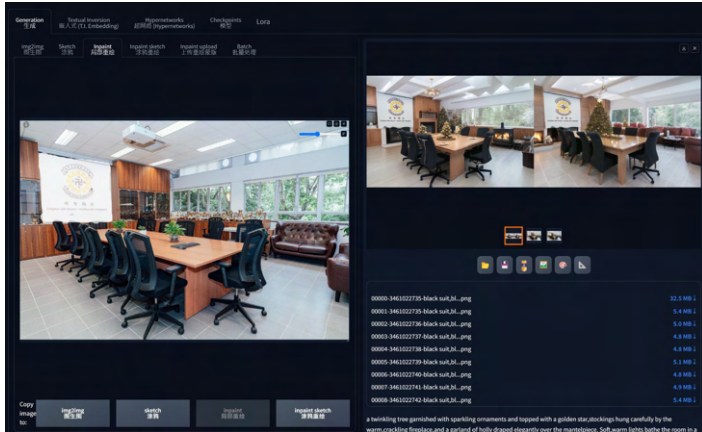 Generation
生成
Textual Inversion
嵌入式 (T.I. Embedding)
Hypernetworks
超网络 (Hypernetworks)
Checkpoints
模型
Lora
img2img
图生图
Sketch
涂鸦
Inpaint
局部重绘
Inpaint sketch
涂鸦重绘
Inpaint upload
上传重绘蒙版
Batch
批量处理
00000-3461022735-black suit,bl...png 32.5 MB ↓
00001-3461022735-black suit,bl...png 5.4 MB ↓
00002-3461022736-black suit,bl...png 5.0 MB ↓
00003-3461022737-black suit,bl...png 4.8 MB ↓
00004-3461022738-black suit,bl...png 4.8 MB ↓
00005-3461022739-black suit,bl...png 5.1 MB ↓
00006-3461022740-black suit,bl...png 4.8 MB ↓
00007-3461022741-black suit,bl...png 4.9 MB ↓
00008-3461022742-black suit,bl...png 5.4 MB ↓
Copy image to:
img2img
图生图
sketch
涂鸦
inpaint
局部重绘
inpaint sketch
涂鸦重绘
a twinkling tree garnished with sparkling ornaments and topped with a golden star,stockings hung carefully by the
warm,crackling fireplace,and a garland of holly draped elegantly over the mantelpiece. Soft,warm lights bathe the room in a